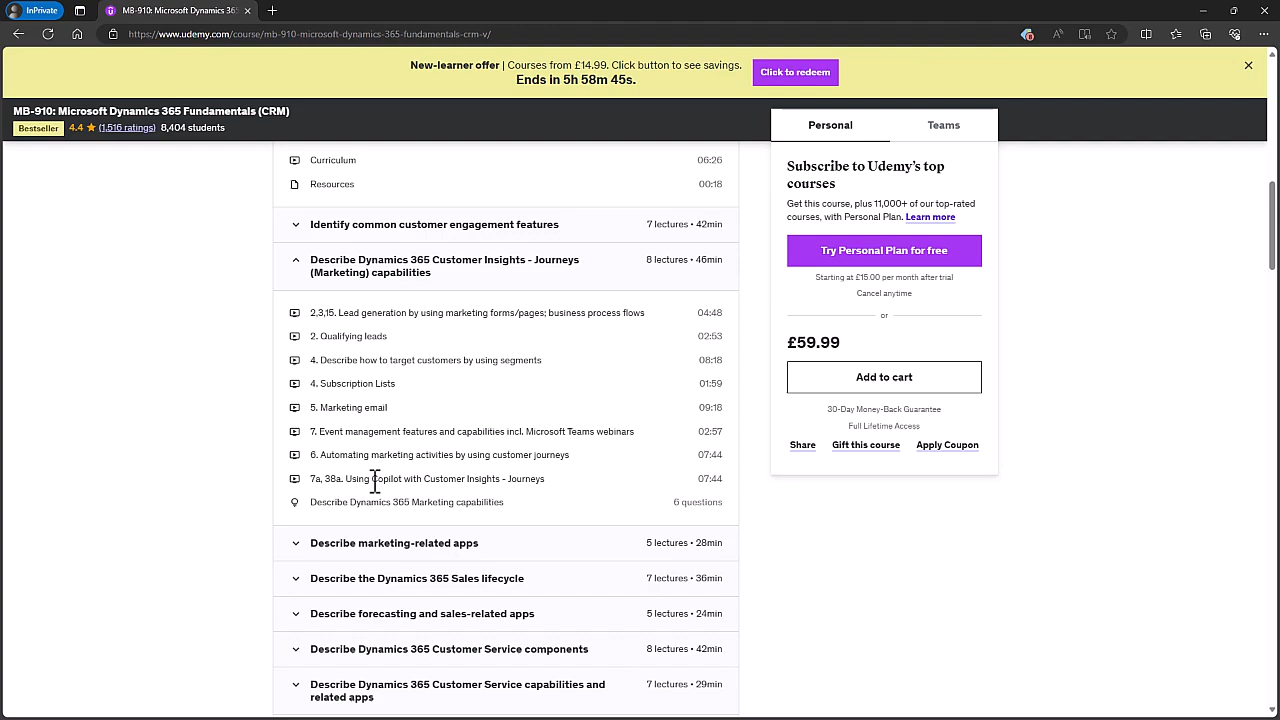 InPrivate
MB-910: Microsoft Dynamics 365
https://www.udemy.com/course/mb-910-microsoft-dynamics-365-fundamentals-crm-v/
New-learner offer | Courses from £14.99. Click button to see savings.
Ends in 5h 58m 45s.
Click to redeem
MB-910: Microsoft Dynamics 365 Fundamentals (CRM)
Bestseller 4.4 ★ (1,516 ratings) 8,404 students
Curriculum 06:26
Resources 00:18
Identify common customer engagement features 7 lectures • 42min
Describe Dynamics 365 Customer Insights - Journeys 8 lectures • 46min
(Marketing) capabilities
2,3,15. Lead generation by using marketing forms/pages; business process flows 04:48
2. Qualifying leads 02:53
4. Describe how to target customers by using segments 08:18
4. Subscription Lists 01:59
5. Marketing email 09:18
7. Event management features and capabilities incl. Microsoft Teams webinars 02:57
6. Automating marketing activities by using customer journeys 07:44
7a, 38a. Using Copilot with Customer Insights - Journeys 07:44
Describe Dynamics 365 Marketing capabilities 6 questions
Describe marketing-related apps 5 lectures • 28min
Describe the Dynamics 365 Sales lifecycle 7 lectures • 36min
Describe forecasting and sales-related apps 5 lectures • 24min
Describe Dynamics 365 Customer Service components 8 lectures • 42min
Describe Dynamics 365 Customer Service capabilities and 7 lectures • 29min
related apps
Personal Teams
Subscribe to Udemy's top
courses
Get this course, plus 11,000+ of our top-rated
courses, with Personal Plan. Learn more
Try Personal Plan for free
Starting at £15.00 per month after trial
Cancel anytime
or
£59.99
Add to cart
30-Day Money-Back Guarantee
Full Lifetime Access
Share Gift this course Apply Coupon